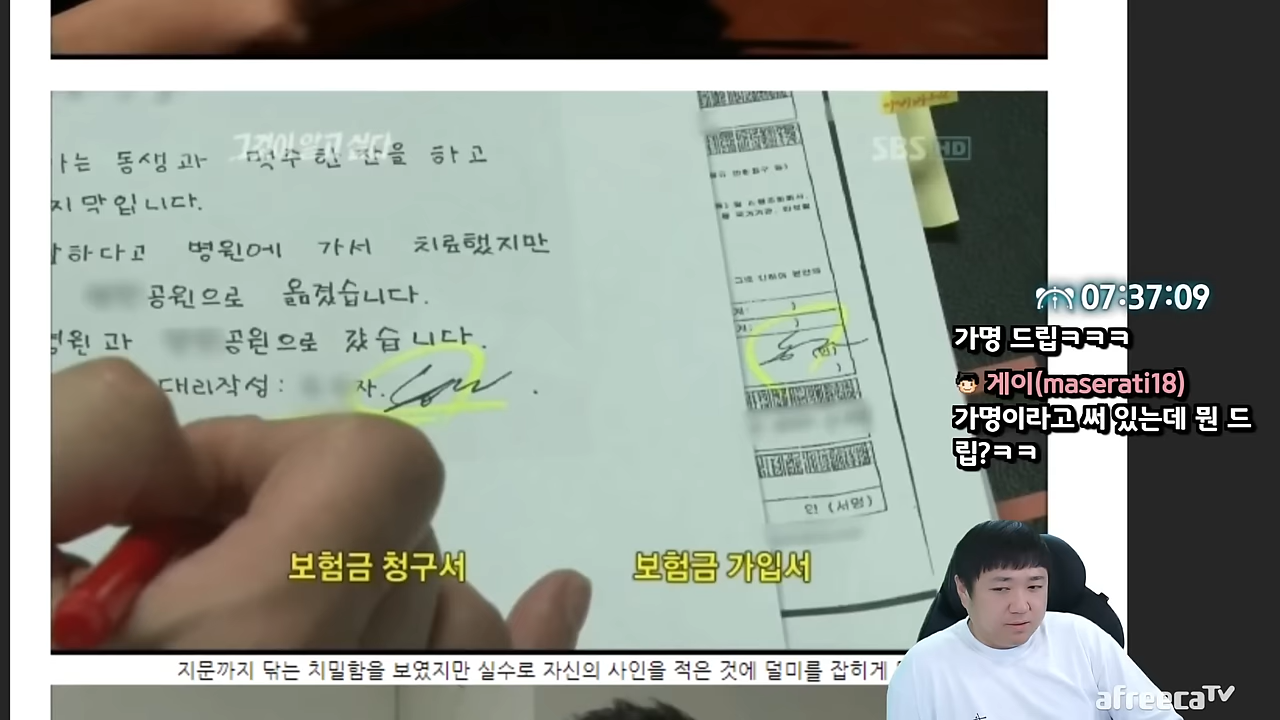 그것이 알고 싶다
SBS HD
는 동생과 맥주 한 잔을 하고
지막입니다.
하다고 병원에 가서 치료했지만
공원으로 옮겼습니다.
병원과 공원으로 갔습니다.
대리작성: 자.
(인)
인 (서명)
보험금 청구서
보험금 가입서
지문까지 닦는 치밀함을 보였지만 실수로 자신의 사인을 적은 것에 덜미를 잡히게
07:37:09
가명 드립ㅋㅋㅋ
게이(maserati18)
가명이라고 써 있는데 뭔 드
립?ㅋㅋ
afreecaTV